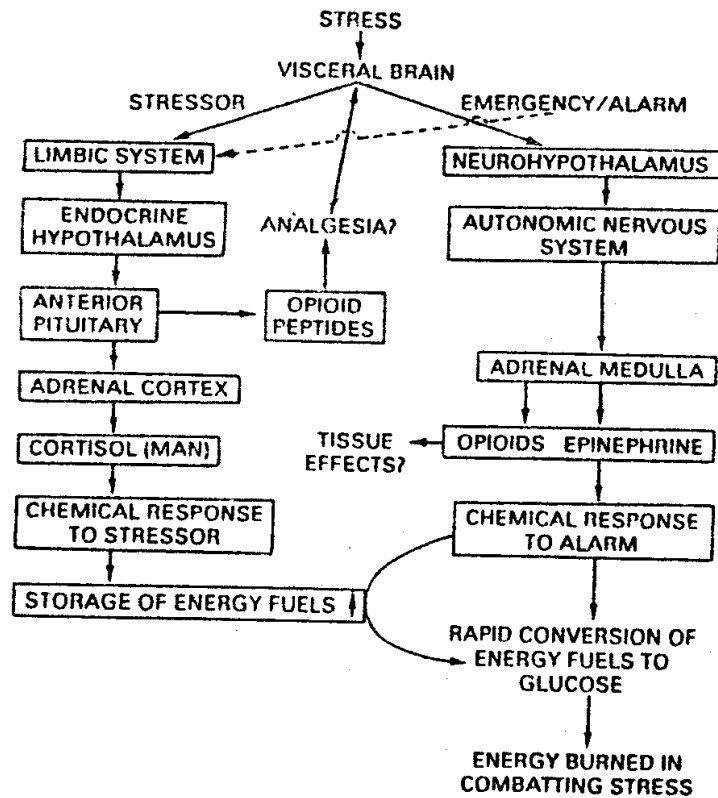 STRESS
VISCERAL BRAIN
STRESSOR
EMERGENCY/ALARM
LIMBIC SYSTEM
NEUROHYPOTHALAMUS
ENDOCRINE
HYPOTHALAMUS
ANALGESIA?
AUTONOMIC NERVOUS
SYSTEM
ANTERIOR
PITUITARY
OPIOID
PEPTIDES
ADRENAL MEDULLA
ADRENAL CORTEX
CORTISOL (MAN)
TISSUE
EFFECTS?
OPIOIDS EPINEPHRINE
CHEMICAL RESPONSE
TO STRESSOR
CHEMICAL RESPONSE
TO ALARM
STORAGE OF ENERGY FUELS
RAPID CONVERSION OF
ENERGY FUELS TO
GLUCOSE
ENERGY BURNED IN
COMBATTING STRESS